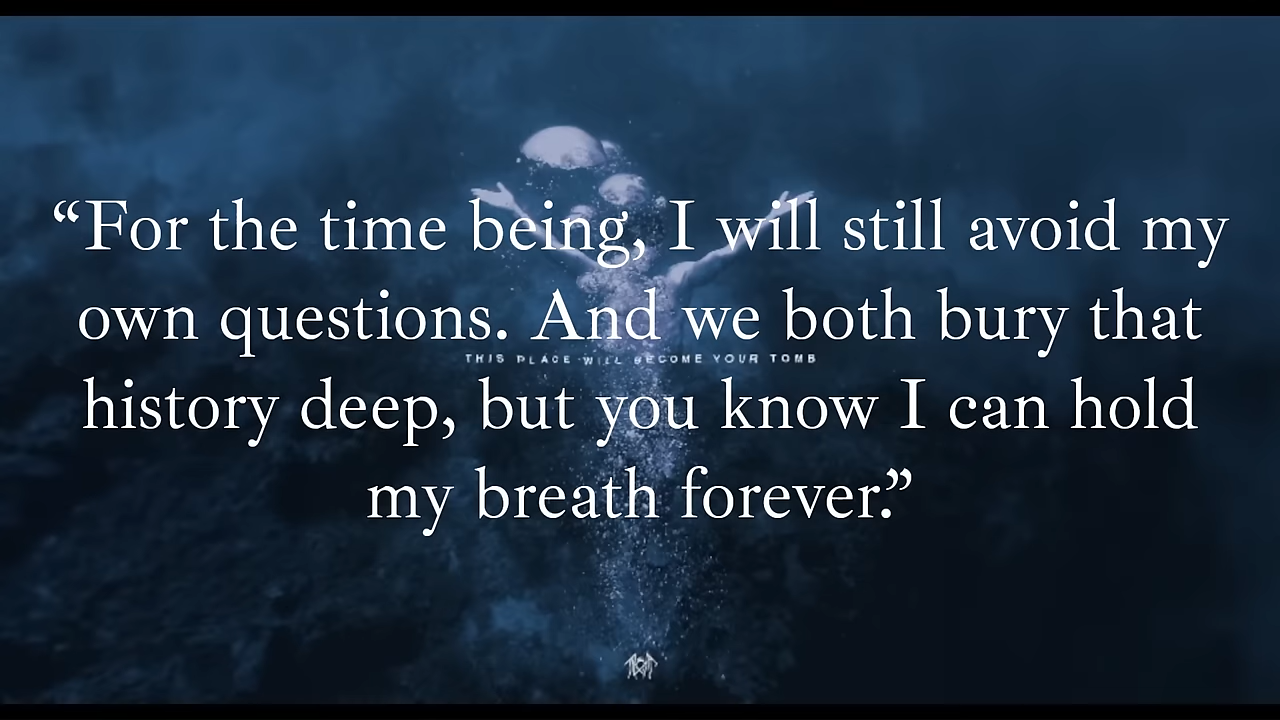 “For the time being, I will still avoid my
own questions. And we both bury that
THIS PLACE WILL BECOME YOUR TOMB
history deep, but you know I can hold
my breath forever.”